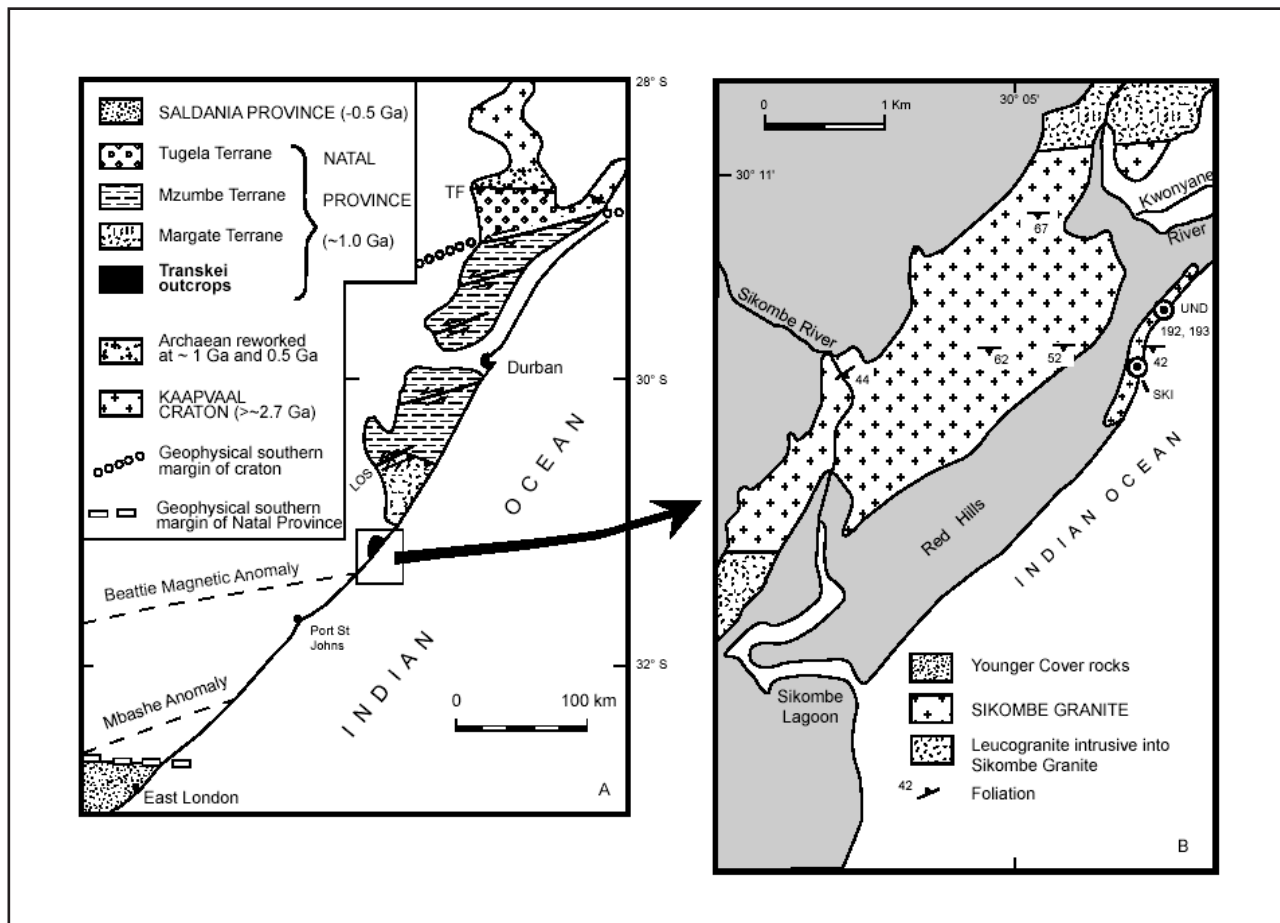 SALDANIA PROVINCE (-0.5 Ga)
Tugela Terrane
NATAL
Mzumbe Terrane
PROVINCE
Margate Terrane
(~1.0 Ga)
Transkei
outcrops
Archaean reworked
at ~ 1 Ga and 0.5 Ga
KAAPVAAL
CRATON (>~2.7 Ga)
Geophysical southern
margin of craton
Geophysical southern
margin of Natal Province
28° S
TF
Durban
30° S
LOS
INDIAN OCEAN
Beattie Magnetic Anomaly
Port St
Johns
32° S
Mbashe Anomaly
0 100 km
East London
A
0 1 Km
30° 05'
30° 11'
Kwonyane
River
67
Sikombe River
UND
192, 193
62
52
42
44
SKI
Red Hills
INDIAN OCEAN
Sikombe
Lagoon
Younger Cover rocks
SIKOMBE GRANITE
Leucogranite intrusive into
Sikombe Granite
42
Foliation
B